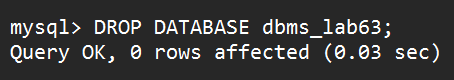 mysql> DROP DATABASE dbms_lab63;
Query OK, 0 rows affected (0.03 sec)